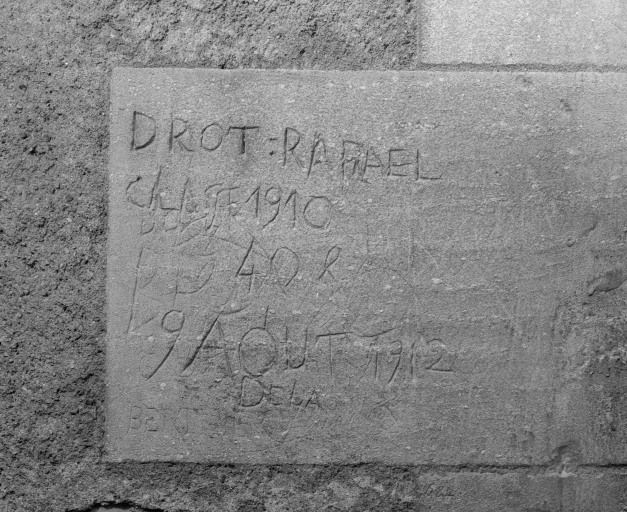 DROT : RAFAEL
CLASSE 1910
40 R
9 AOUT 1912
DELA